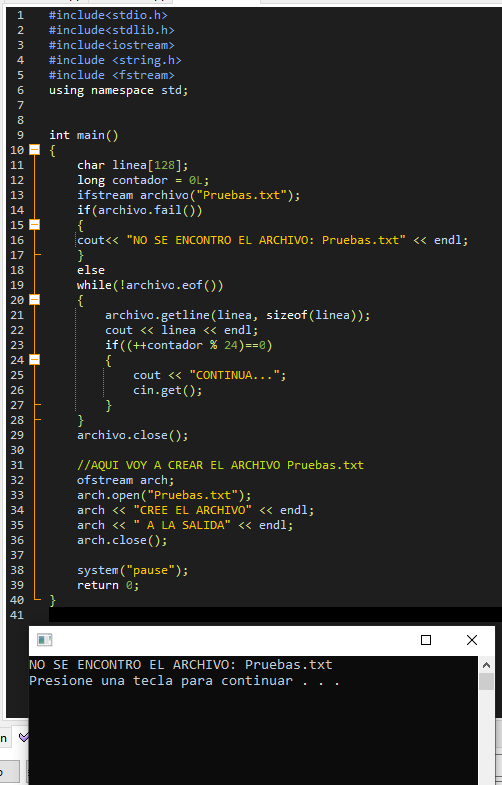 1 #include<stdio.h>
2 #include<stdlib.h>
3 #include<iostream>
4 #include <string.h>
5 #include <fstream>
6 using namespace std;
7
8
9 int main()
10 {
11 char linea[128];
12 long contador = 0L;
13 ifstream archivo("Pruebas.txt");
14 if(archivo.fail())
15 {
16 cout<< "NO SE ENCONTRO EL ARCHIVO: Pruebas.txt" << endl;
17 }
18 else
19 while(!archivo.eof())
20 {
21 archivo.getline(linea, sizeof(linea));
22 cout << linea << endl;
23 if((++contador % 24)==0)
24 {
25 cout << "CONTINUA...";
26 cin.get();
27 }
28 }
29 archivo.close();
30
31 //AQUI VOY A CREAR EL ARCHIVO Pruebas.txt
32 ofstream arch;
33 arch.open("Pruebas.txt");
34 arch << "CREE EL ARCHIVO" << endl;
35 arch << " A LA SALIDA" << endl;
36 arch.close();
37
38 system("pause");
39 return 0;
40 }
41
NO SE ENCONTRO EL ARCHIVO: Pruebas.txt
Presione una tecla para continuar . . .